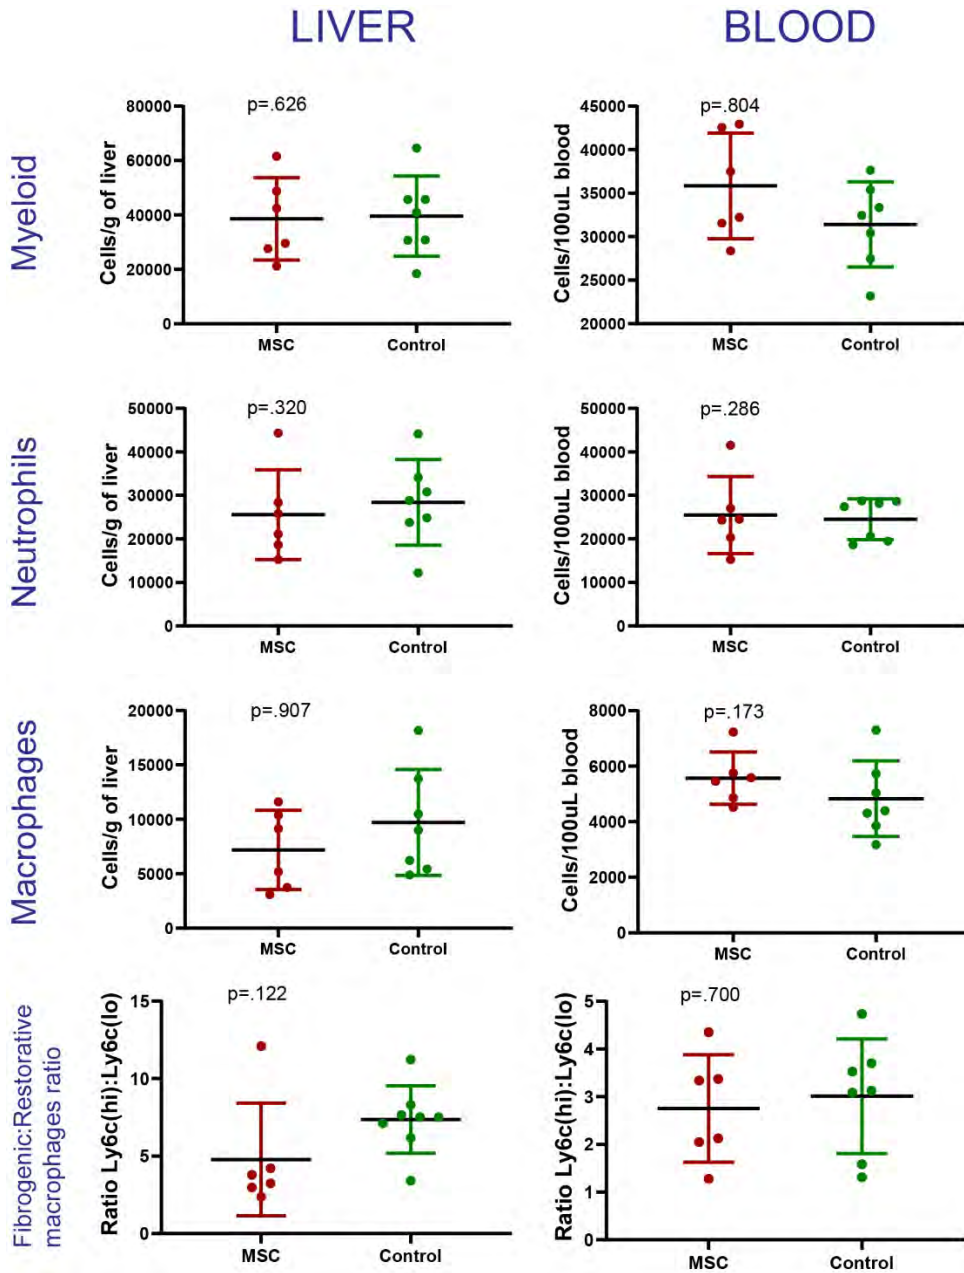 LIVER
BLOOD
Myeloid
Cells/g of liver
80000
60000
40000
20000
0
p=.626
MSC
Control
Cells/100uL blood
45000
40000
35000
30000
25000
20000
p=.804
MSC
Control
Neutrophils
Cells/g of liver
50000
40000
30000
20000
10000
0
p=.320
MSC
Control
Cells/100uL blood
50000
40000
30000
20000
10000
0
p=.286
MSC
Control
Macrophages
Cells/g of liver
20000
15000
10000
5000
0
p=.907
MSC
Control
Cells/100uL blood
8000
6000
4000
2000
0
p=.173
MSC
Control
Fibrogenic:Restorative
macrophages ratio
Ratio Ly6c(hi):Ly6c(lo)
15
10
5
0
p=.122
MSC
Control
Ratio Ly6c(hi):Ly6c(lo)
5
4
3
2
1
0
p=.700
MSC
Control